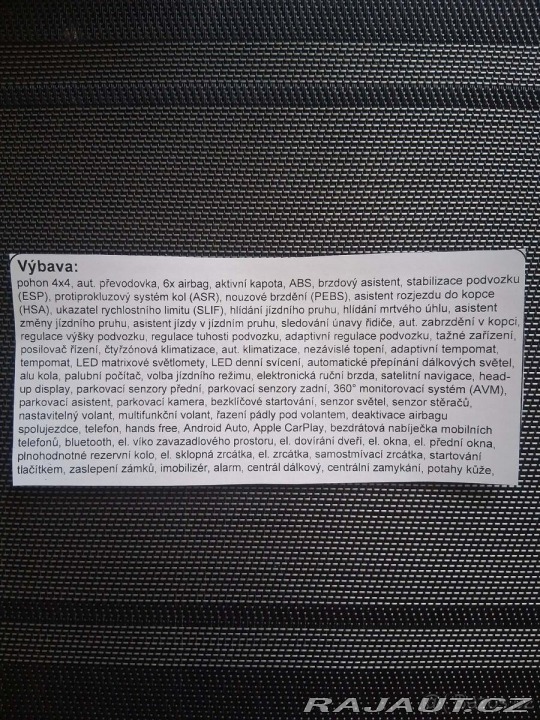 Výbava:
pohon 4x4, aut. převodovka, 6x airbag, aktivní kapota, ABS, brzdový asistent, stabilizace podvozku
(ESP), protiprokluzový systém kol (ASR), nouzové brzdění (PEBS), asistent rozjezdu do kopce
(HSA), ukazatel rychlostního limitu (SLIF), hlídání jízdního pruhu, hlídání mrtvého úhlu, asistent
změny jízdního pruhu, asistent jízdy v jízdním pruhu, sledování únavy řidiče, aut. zabrzdění v kopci,
regulace výšky podvozku, regulace tuhosti podvozku, adaptivní regulace podvozku, tažné zařízení,
posilovač řízení, čtyřzónová klimatizace, aut. klimatizace, nezávislé topení, adaptivní tempomat,
tempomat, LED matrixové světlomety, LED denní svícení, automatické přepínání dálkových světel,
alu kola, palubní počítač, volba jízdního režimu, elektronická ruční brzda, satelitní navigace, head-
up display, parkovací senzory přední, parkovací senzory zadní, 360° monitorovací systém (AVM),
parkovací asistent, parkovací kamera, bezklíčové startování, senzor světel, senzor stěračů,
nastavitelný volant, multifunkční volant, řazení pádly pod volantem, deaktivace airbagu
spolujezdce, telefon, hands free, Android Auto, Apple CarPlay, bezdrátová nabíječka mobilních
telefonů, bluetooth, el. víko zavazadlového prostoru, el. dovírání dveří, el. okna, el. přední okna,
plnohodnotné rezervní kolo, el. sklopná zrcátka, el. zrcátka, samostmívací zrcátka, startování
tlačítkem, zaslepení zámků, imobilizér, alarm, centrál dálkový, centrální zamykání, potahy kůže,
RAJAUT.CZ